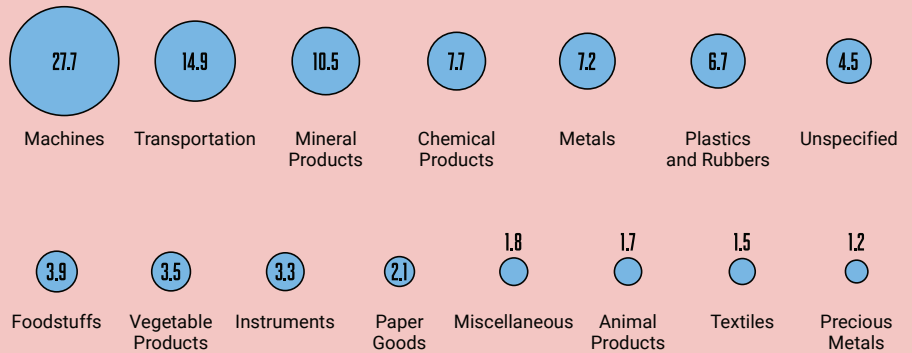 27.7
14.9
10.5
7.7
7.2
6.7
4.5
Machines
Transportation
Mineral
Products
Chemical
Products
Metals
Plastics
and Rubbers
Unspecified
3.9
3.5
3.3
2.1
1.8
1.7
1.5
1.2
Foodstuffs
Vegetable
Products
Instruments
Paper
Goods
Miscellaneous
Animal
Products
Textiles
Precious
Metals